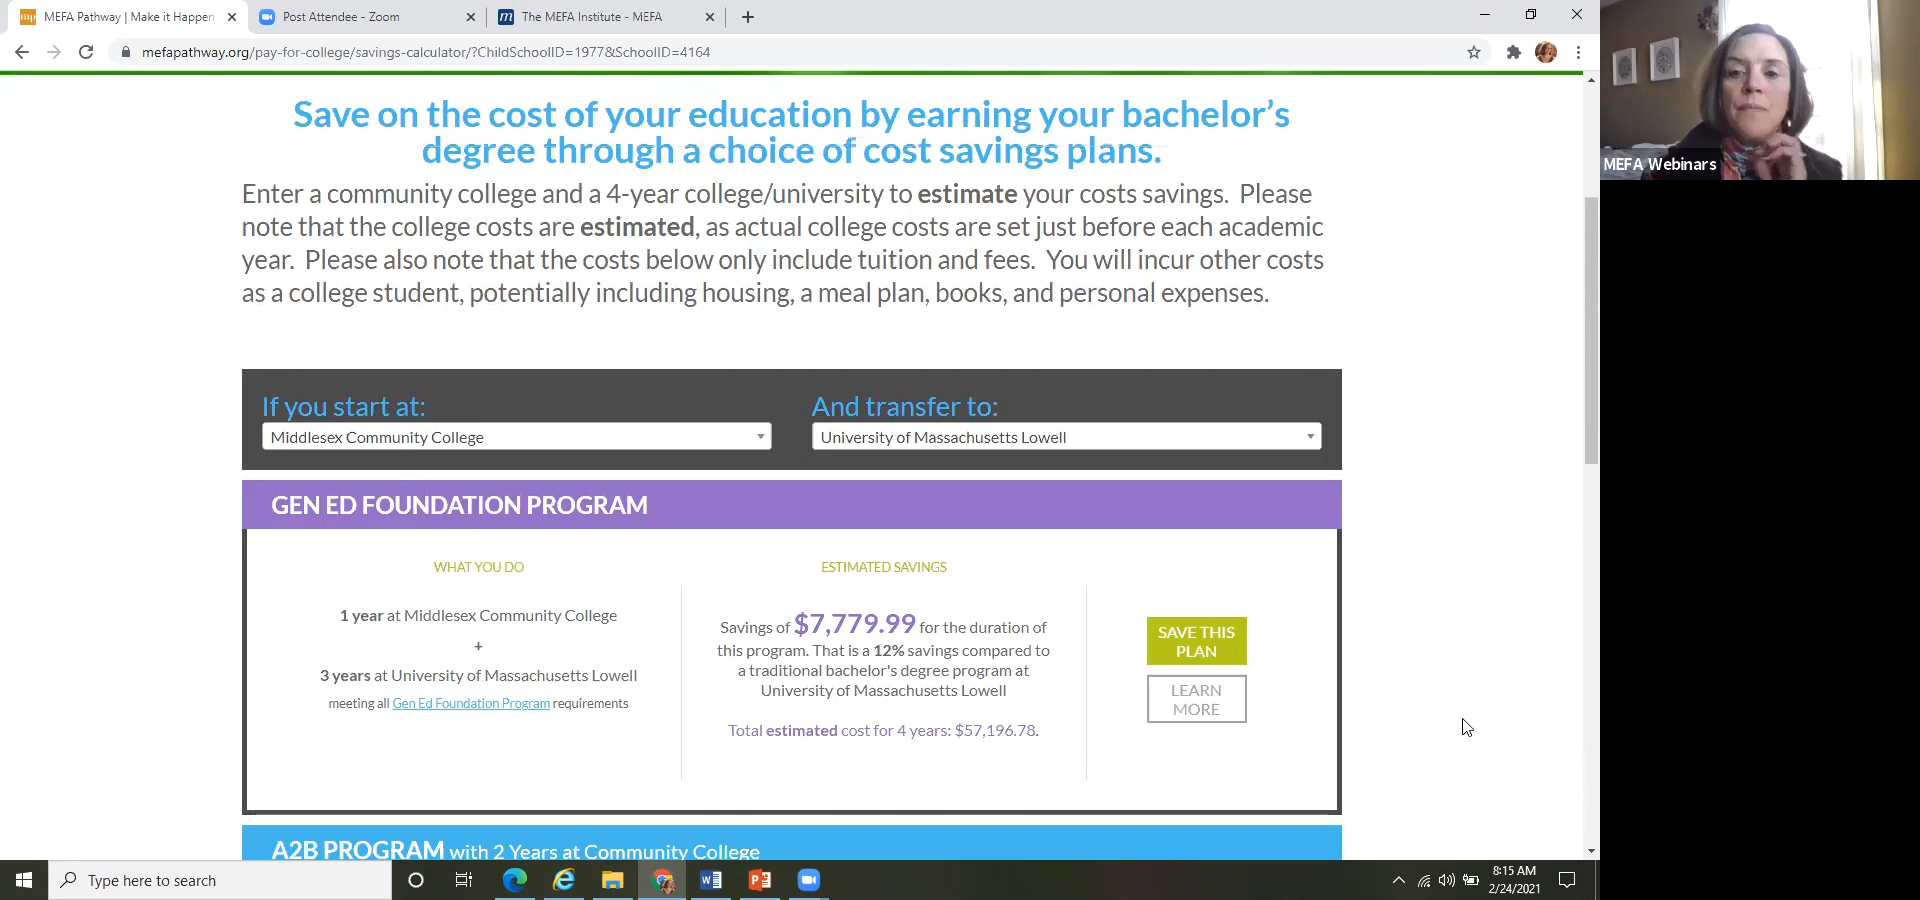 MEFA Pathway | Make it Happen
Post Attendee - Zoom
The MEFA Institute - MEFA
mefapathway.org/pay-for-college/savings-calculator/?ChildSchoolID=1977&SchoolID=4164
MEFA Webinars
Save on the cost of your education by earning your bachelor's
degree through a choice of cost savings plans.
Enter a community college and a 4-year college/university to estimate your costs savings. Please
note that the college costs are estimated, as actual college costs are set just before each academic
year. Please also note that the costs below only include tuition and fees. You will incur other costs
as a college student, potentially including housing, a meal plan, books, and personal expenses.
If you start at:
Middlesex Community College
And transfer to:
University of Massachusetts Lowell
GEN ED FOUNDATION PROGRAM
WHAT YOU DO
1 year at Middlesex Community College
+
3 years at University of Massachusetts Lowell
meeting all Gen Ed Foundation Program requirements
ESTIMATED SAVINGS
Savings of $7,779.99 for the duration of
this program. That is a 12% savings compared to
a traditional bachelor's degree program at
University of Massachusetts Lowell
Total estimated cost for 4 years: $57,196.78.
SAVE THIS
PLAN
LEARN
MORE
A2B PROGRAM with 2 Years at Community College
Type here to search
8:15 AM
2/24/2021